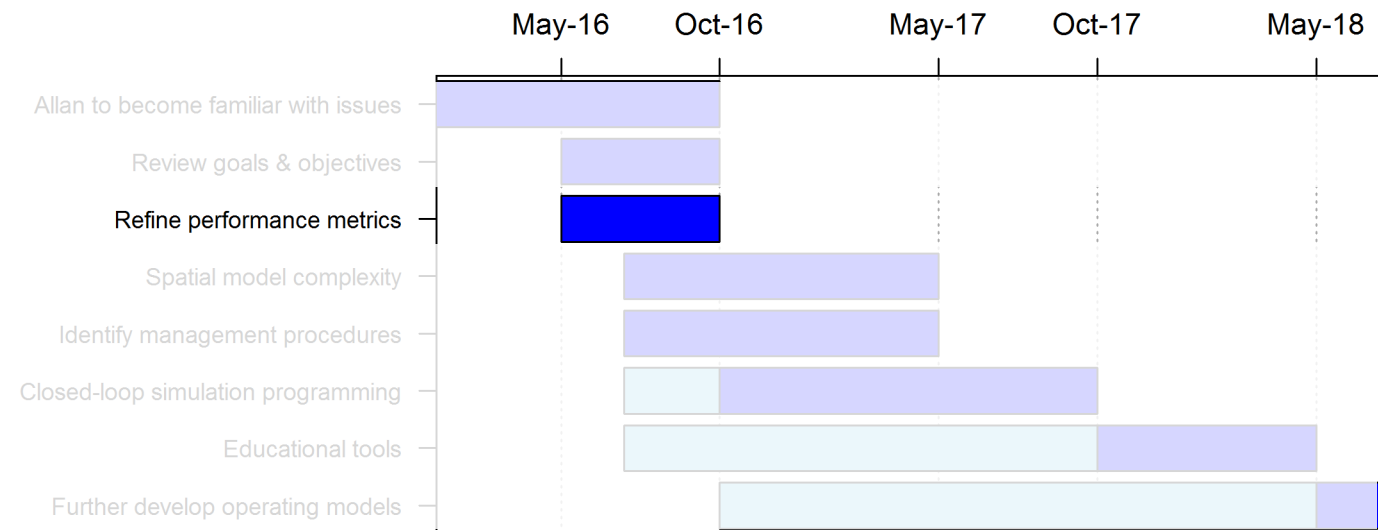 May-16 Oct-16 May-17 Oct-17 May-18
Allan to become familiar with issues
Review goals & objectives
Refine performance metrics
Spatial model complexity
Identify management procedures
Closed-loop simulation programming
Educational tools
Further develop operating models